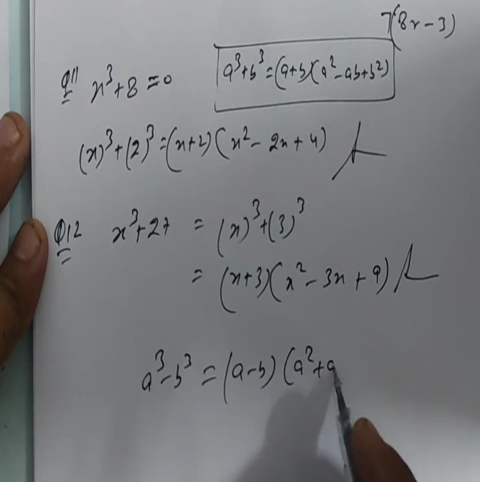 7(8r-3)
Q11 x³+8=0 a³+b³=(a+b)(a²-ab+b²)
(x)³+(2)³=(x+2)(x²-2x+4)
Q12 x³+27 = (x)³+(3)³
= (x+3)(x²-3x+9)
a³-b³=(a-b)(a²+a